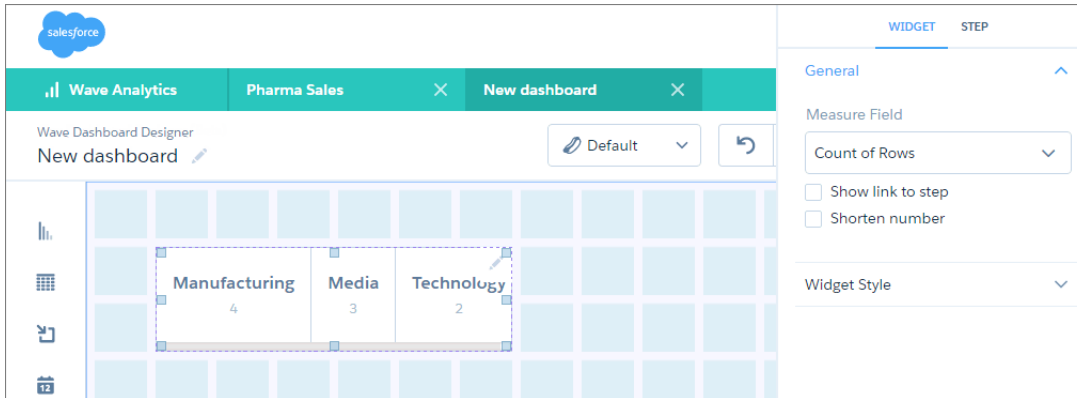 salesforce
WIDGET STEP
General
Wave Analytics Pharma Sales New dashboard
Measure Field
Wave Dashboard Designer
New dashboard
Default
Count of Rows
Show link to step
Shorten number
Manufacturing Media Technology
4 3 2
Widget Style
12